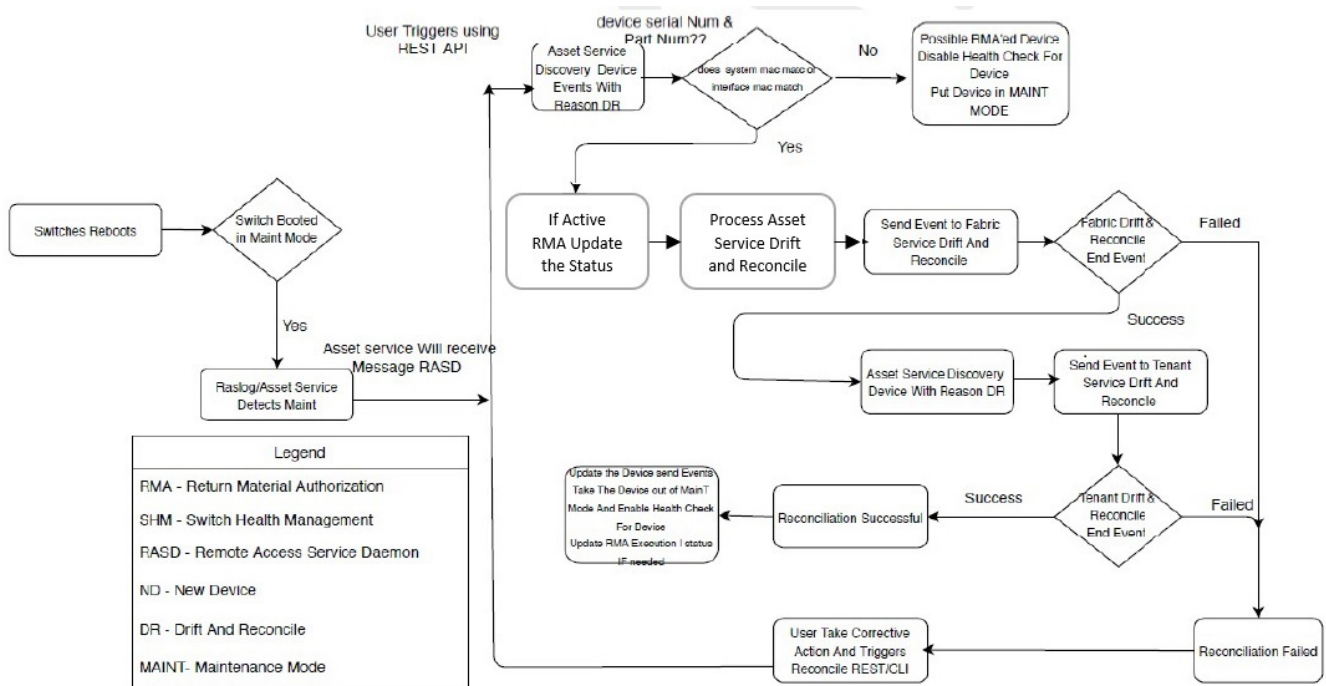 User Triggers using
REST API
device serial Num &
Part Num??
Asset Service
Discovery Device
Events With
Reason DR
does system mac matc or
interface mac match
No
Possible RMA'ed Device
Disable Health Check For
Device
Put Device in MAINT
MODE
Yes
Switches Reboots
Switch Booted
in Maint Mode
If Active
RMA Update
the Status
Process Asset
Service Drift
and Reconcile
Send Event to Fabric
Service Drift And
Reconcile
Fabric Drift &
Reconcile
End Event
Failed
Yes
Success
Asset service Will receive
Message RASD
Raslog/Asset Service
Detects Maint
Asset Service Discovery
Device With Reason DR
Send Event to Tenant
Service Drift And
Reconcile
Legend
RMA - Return Material Authorization
SHM - Switch Health Management
RASD - Remote Access Service Daemon
ND - New Device
DR - Drift And Reconcile
MAINT- Maintenance Mode
Update the Device send Events
Take The Device out of MainT
Mode And Enable Health Check
For Device
Update RMA Execution I status
IF needed
Reconciliation Successful
Success
Tenant Drift &
Reconcile
End Event
Failed
User Take Corrective
Action And Triggers
Reconcile REST/CLI
Reconciliation Failed